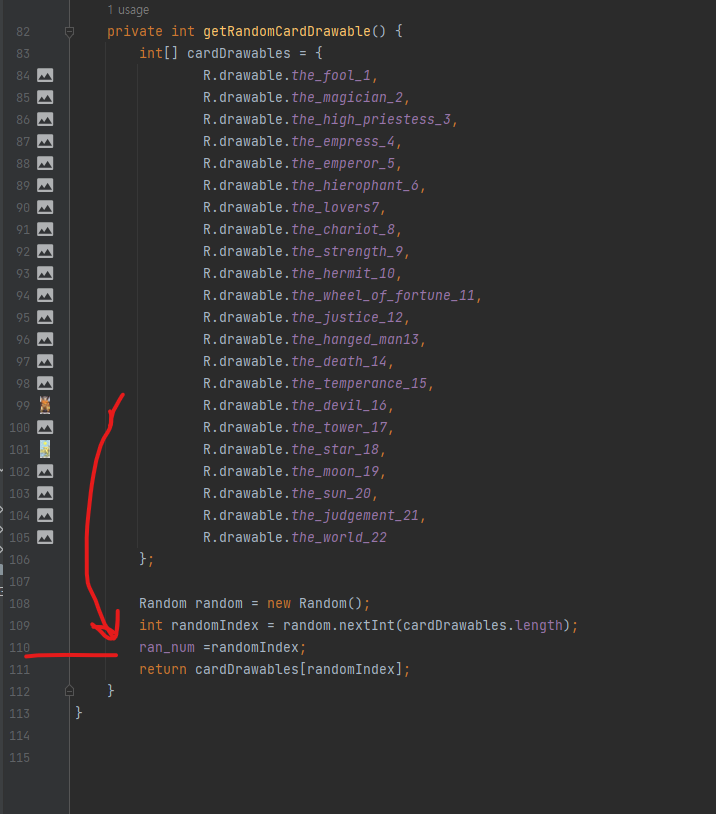 1 usage
82 private int getRandomCardDrawable() {
83 int[] cardDrawables = {
84 R.drawable.the_fool_1,
85 R.drawable.the_magician_2,
86 R.drawable.the_high_priestess_3,
87 R.drawable.the_empress_4,
88 R.drawable.the_emperor_5,
89 R.drawable.the_hierophant_6,
90 R.drawable.the_lovers7,
91 R.drawable.the_chariot_8,
92 R.drawable.the_strength_9,
93 R.drawable.the_hermit_10,
94 R.drawable.the_wheel_of_fortune_11,
95 R.drawable.the_justice_12,
96 R.drawable.the_hanged_man13,
97 R.drawable.the_death_14,
98 R.drawable.the_temperance_15,
99 R.drawable.the_devil_16,
100 R.drawable.the_tower_17,
101 R.drawable.the_star_18,
102 R.drawable.the_moon_19,
103 R.drawable.the_sun_20,
104 R.drawable.the_judgement_21,
105 R.drawable.the_world_22
106 };
107
108 Random random = new Random();
109 int randomIndex = random.nextInt(cardDrawables.length);
110 ran_num =randomIndex;
111 return cardDrawables[randomIndex];
112 }
113 }
114
115